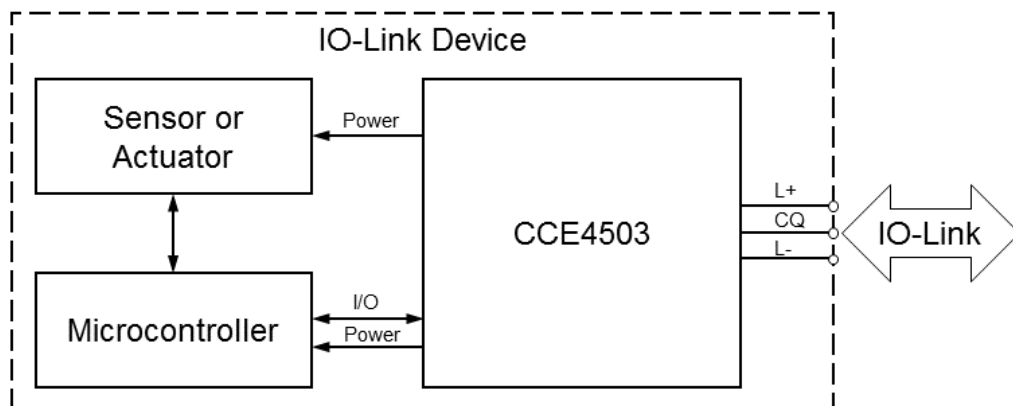 IO-Link Device
Sensor or
Actuator
Power
CCE4503
L+
CQ
L-
IO-Link
Microcontroller
I/O
Power